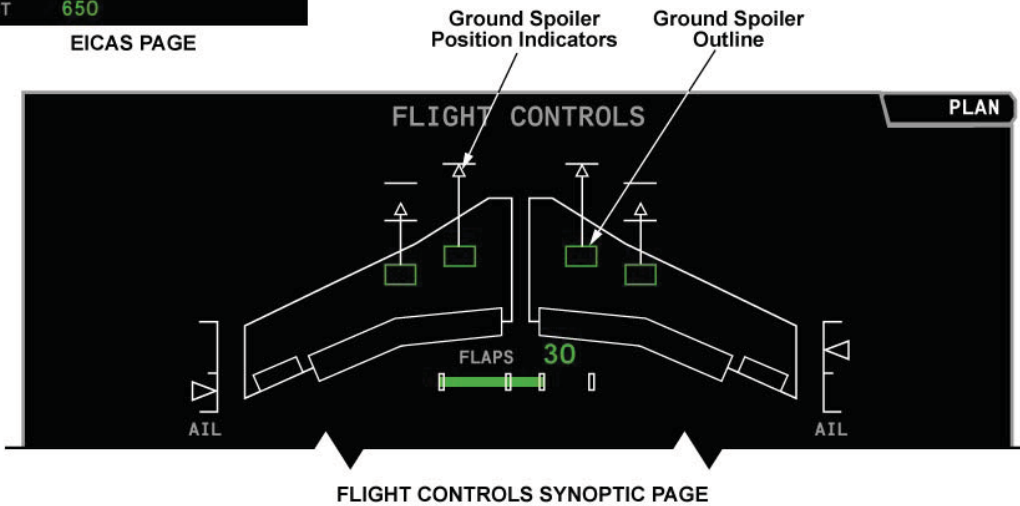 T 650
EICAS PAGE
Ground Spoiler
Position Indicators
Ground Spoiler
Outline
FLIGHT CONTROLS
PLAN
FLAPS 30
AIL
AIL
FLIGHT CONTROLS SYNOPTIC PAGE